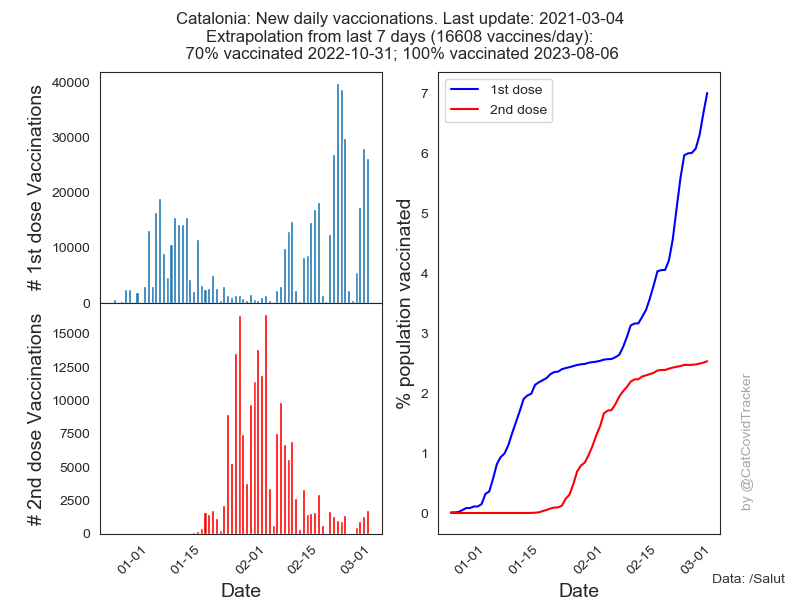 Catalonia: New daily vaccionations. Last update: 2021-03-04
Extrapolation from last 7 days (16608 vaccines/day):
70% vaccinated 2022-10-31; 100% vaccinated 2023-08-06
# 1st dose Vaccinations
40000
30000
20000
10000
0
# 2nd dose Vaccinations
15000
12500
10000
7500
5000
2500
0
01-01
01-15
02-01
02-15
03-01
Date
1st dose
2nd dose
% population vaccinated
7
6
5
4
3
2
1
0
01-01
01-15
02-01
02-15
03-01
Date
by @CatCovidTracker
Data: /Salut